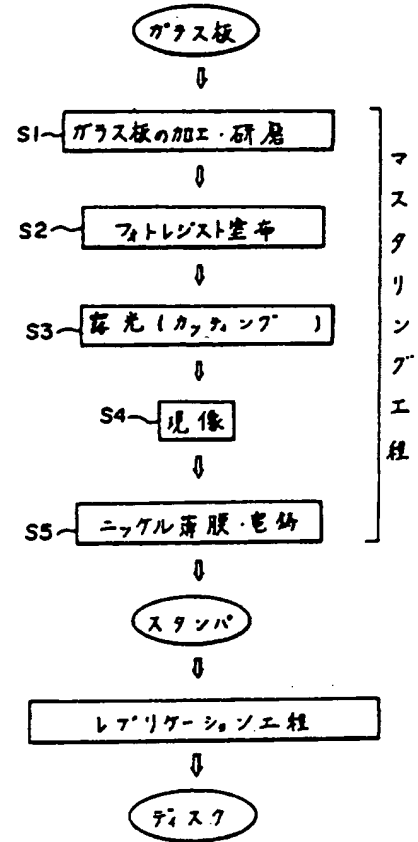 ガラス板
S1 ガラス板の加工・研磨
S2 フォトレジスト塗布
S3 露光(カッティング)
S4 現像
S5 ニッケル薄膜・電鋳
マスタリング工程
スタンパ
レプリケーション工程
ディスク